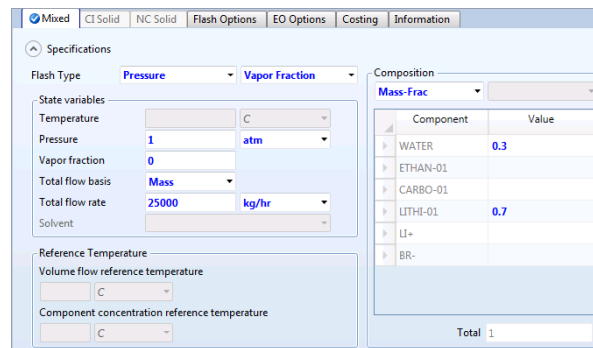 Mixed CI Solid NC Solid Flash Options EO Options Costing Information
Specifications
Flash Type Pressure Vapor Fraction
Composition
Mass-Frac
Component Value
WATER 0.3
ETHAN-01
CARBO-01
LITHI-01 0.7
LI+
BR-
Total 1
State variables
Temperature C
Pressure 1 atm
Vapor fraction 0
Total flow basis Mass
Total flow rate 25000 kg/hr
Solvent
Reference Temperature
Volume flow reference temperature
C
Component concentration reference temperature
C